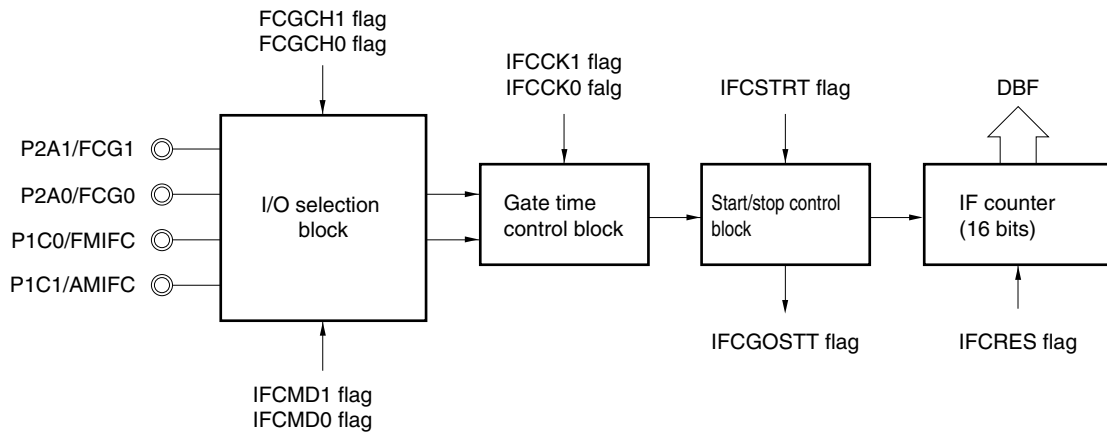 FCGCH1 flag
FCGCH0 flag
IFCCK1 flag
IFCCK0 falg
IFCSTRT flag
DBF
P2A1/FCG1
P2A0/FCG0
P1C0/FMIFC
P1C1/AMIFC
I/O selection
block
Gate time
control block
Start/stop control
block
IF counter
(16 bits)
IFCGOSTT flag
IFCRES flag
IFCMD1 flag
IFCMD0 flag